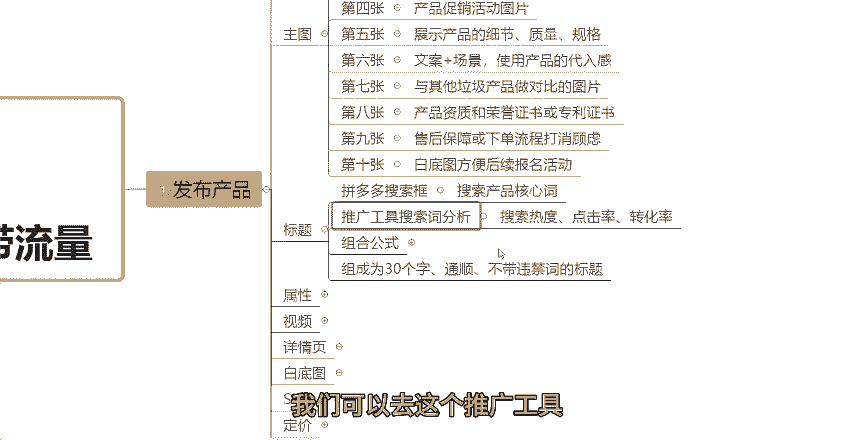 第四张 产品促销活动图片
主图 第五张 展示产品的细节、质量、规格
第六张 文案+场景，使用产品的代入感
第七张 与其他垃圾产品做对比的图片
第八张 产品资质和荣誉证书或专利证书
第九张 售后保障或下单流程打消顾虑
第十张 白底图方便后续报名活动
1.发布产品
拼多多搜索框 搜索产品核心词
标题 推广工具搜索词分析 搜索热度、点击率、转化率
带流量
组合公式
组成为30个字、通顺、不带违禁词的标题
属性
视频
详情页
白底图
我们可以去这个推广工具
定价